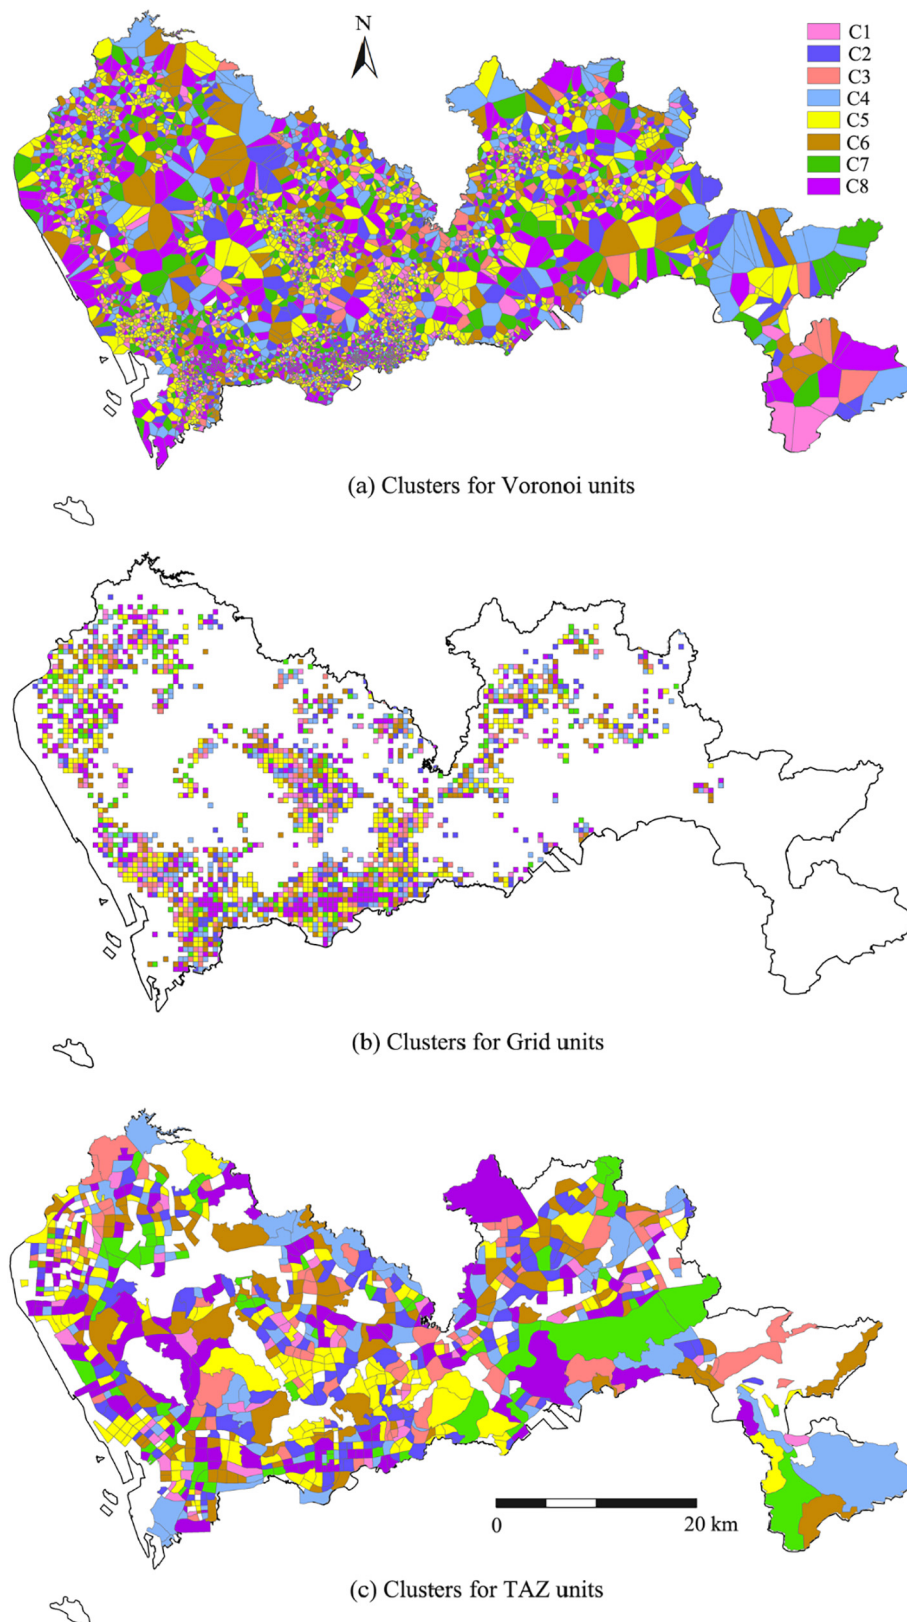 N
C1
C2
C3
C4
C5
C6
C7
C8
(a) Clusters for Voronoi units
(b) Clusters for Grid units
0 20 km
(c) Clusters for TAZ units